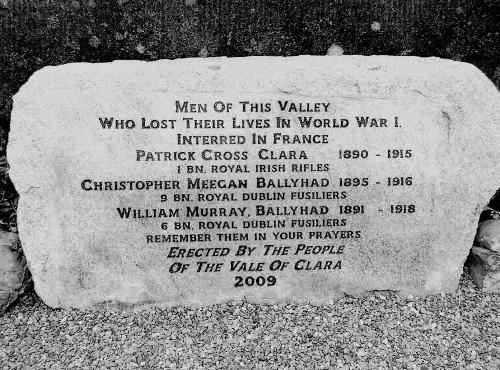 Men Of This Valley
Who Lost Their Lives In World War I.
Interred In France
Patrick Cross Clara 1890 - 1915
1 BN. Royal Irish Rifles
Christopher Meegan Ballyhad 1895 - 1916
9 BN. Royal Dublin Fusiliers
William Murray, Ballyhad 1891 - 1918
6 BN. Royal Dublin Fusiliers
Remember Them In Your Prayers
Erected By The People
Of The Vale Of Clara
2009